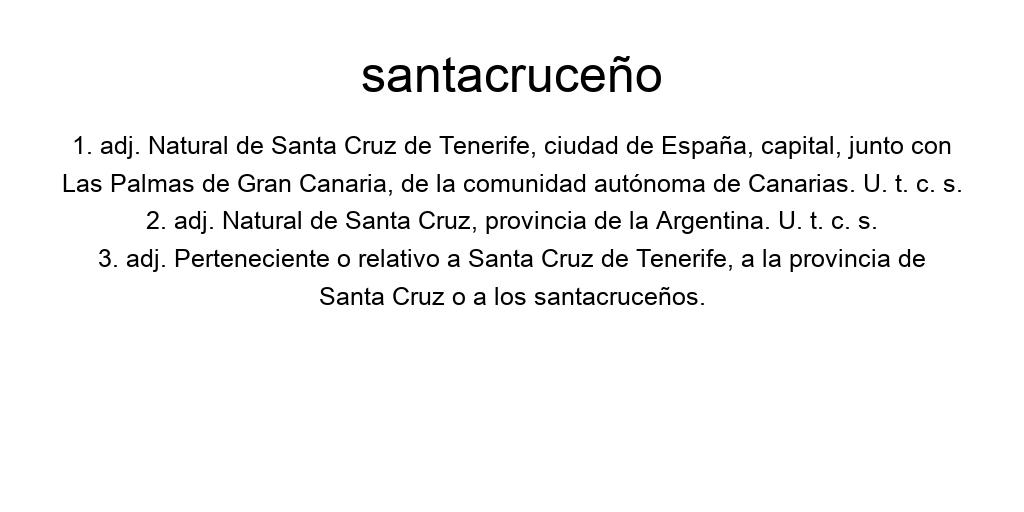 santacruceño
1. adj. Natural de Santa Cruz de Tenerife, ciudad de España, capital, junto con
Las Palmas de Gran Canaria, de la comunidad autónoma de Canarias. U. t. c. s.
2. adj. Natural de Santa Cruz, provincia de la Argentina. U. t. c. s.
3. adj. Perteneciente o relativo a Santa Cruz de Tenerife, a la provincia de
Santa Cruz o a los santacruceños.